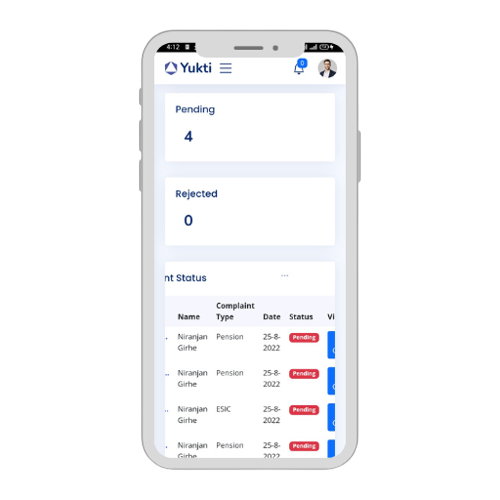 4:12
Yukti
0
Pending
4
Rejected
0
nt Status
...
Name Complaint Type Date Status Vi
Niranjan Girhe Pension 25-8-2022 Pending
Niranjan Girhe Pension 25-8-2022 Pending
Niranjan Girhe ESIC 25-8-2022 Pending
Niranjan Girhe Pension 25-8-2022 Pending